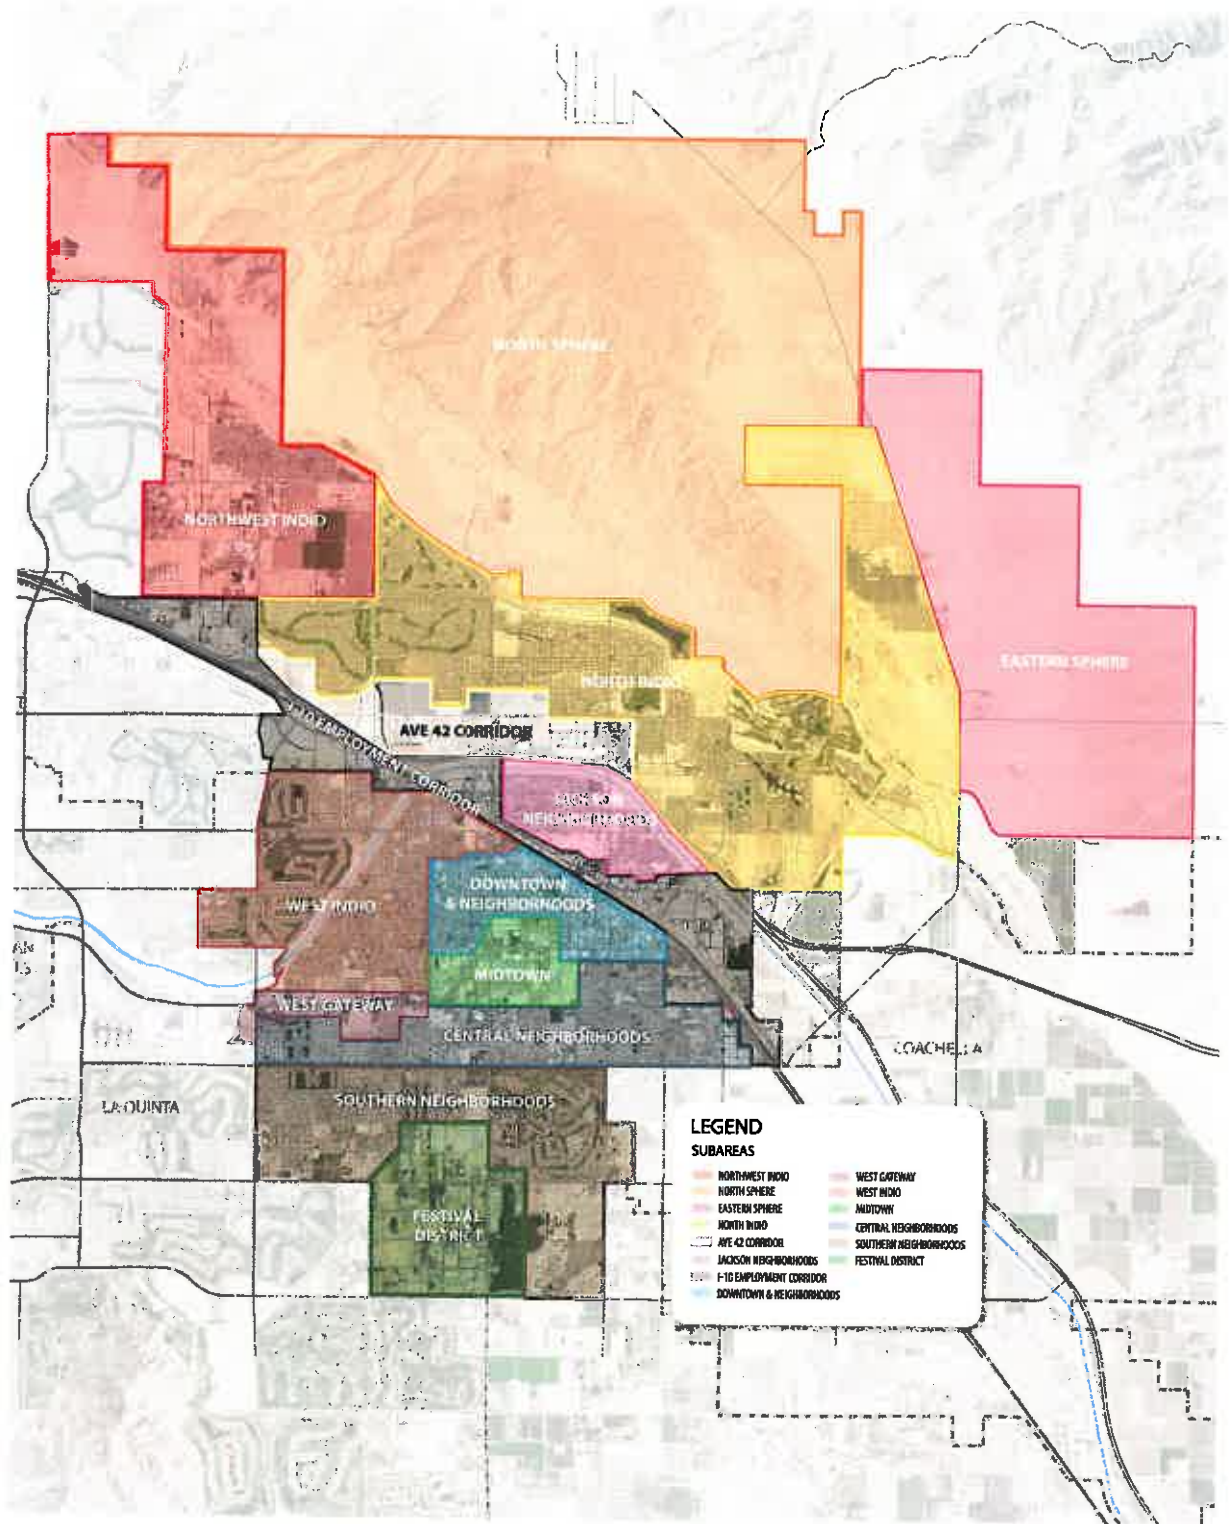 NORTH SPHERE
NORTHWEST INDIO
EASTERN SPHERE
NORTH INDIO
AVE 42 CORRIDOR
I-10 EMPLOYMENT CORRIDOR
NEIGHBORHOODS
DOWNTOWN
& NEIGHBORHOODS
WEST INDIO
MIDTOWN
WEST GATEWAY
CENTRAL NEIGHBORHOODS
COACHELLA
SOUTHERN NEIGHBORHOODS
LA QUINTA
FESTIVAL
DISTRICT
LEGEND
SUBAREAS
NORTHWEST INDIO
NORTH SPHERE
EASTERN SPHERE
NORTH INDIO
AVE 42 CORRIDOR
JACKSON NEIGHBORHOODS
I-10 EMPLOYMENT CORRIDOR
DOWNTOWN & NEIGHBORHOODS
WEST GATEWAY
WEST INDIO
MIDTOWN
CENTRAL NEIGHBORHOODS
SOUTHERN NEIGHBORHOODS
FESTIVAL DISTRICT